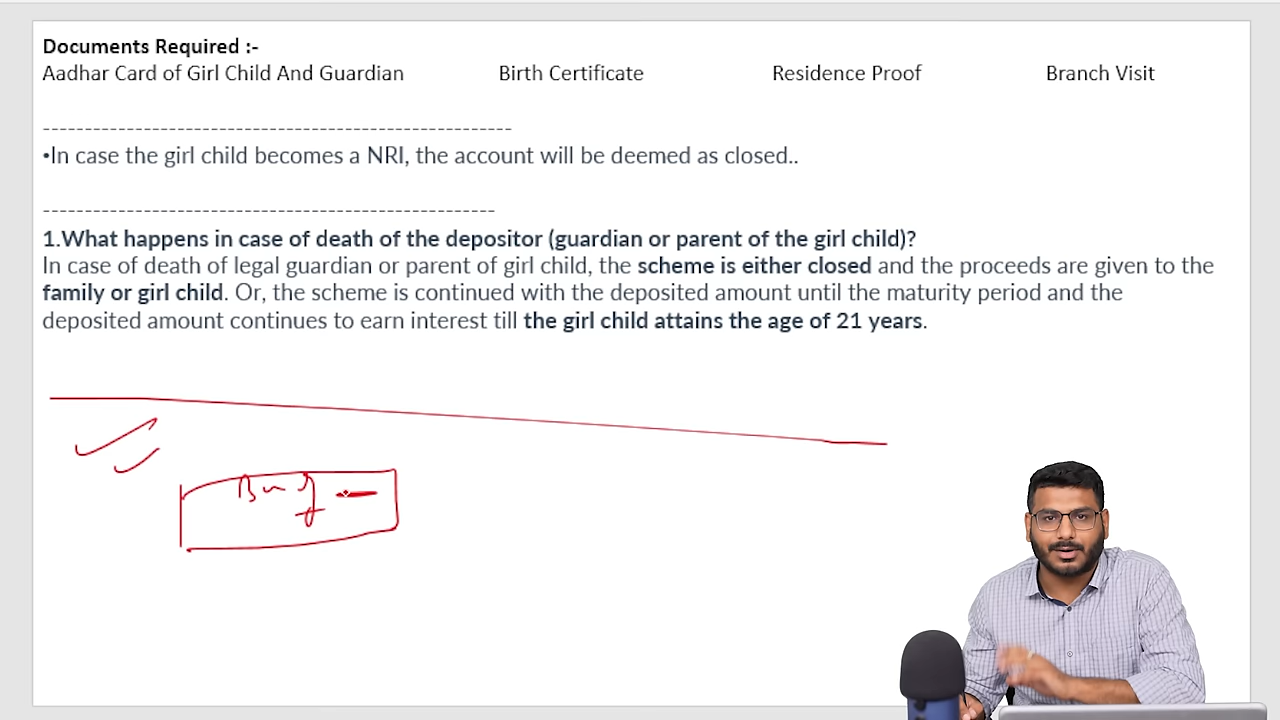 Documents Required :-
Aadhar Card of Girl Child And Guardian Birth Certificate Residence Proof Branch Visit
-------------------------------------------------------
•In case the girl child becomes a NRI, the account will be deemed as closed..
-----------------------------------------------------
1.What happens in case of death of the depositor (guardian or parent of the girl child)?
In case of death of legal guardian or parent of girl child, the scheme is either closed and the proceeds are given to the
family or girl child. Or, the scheme is continued with the deposited amount until the maturity period and the
deposited amount continues to earn interest till the girl child attains the age of 21 years.